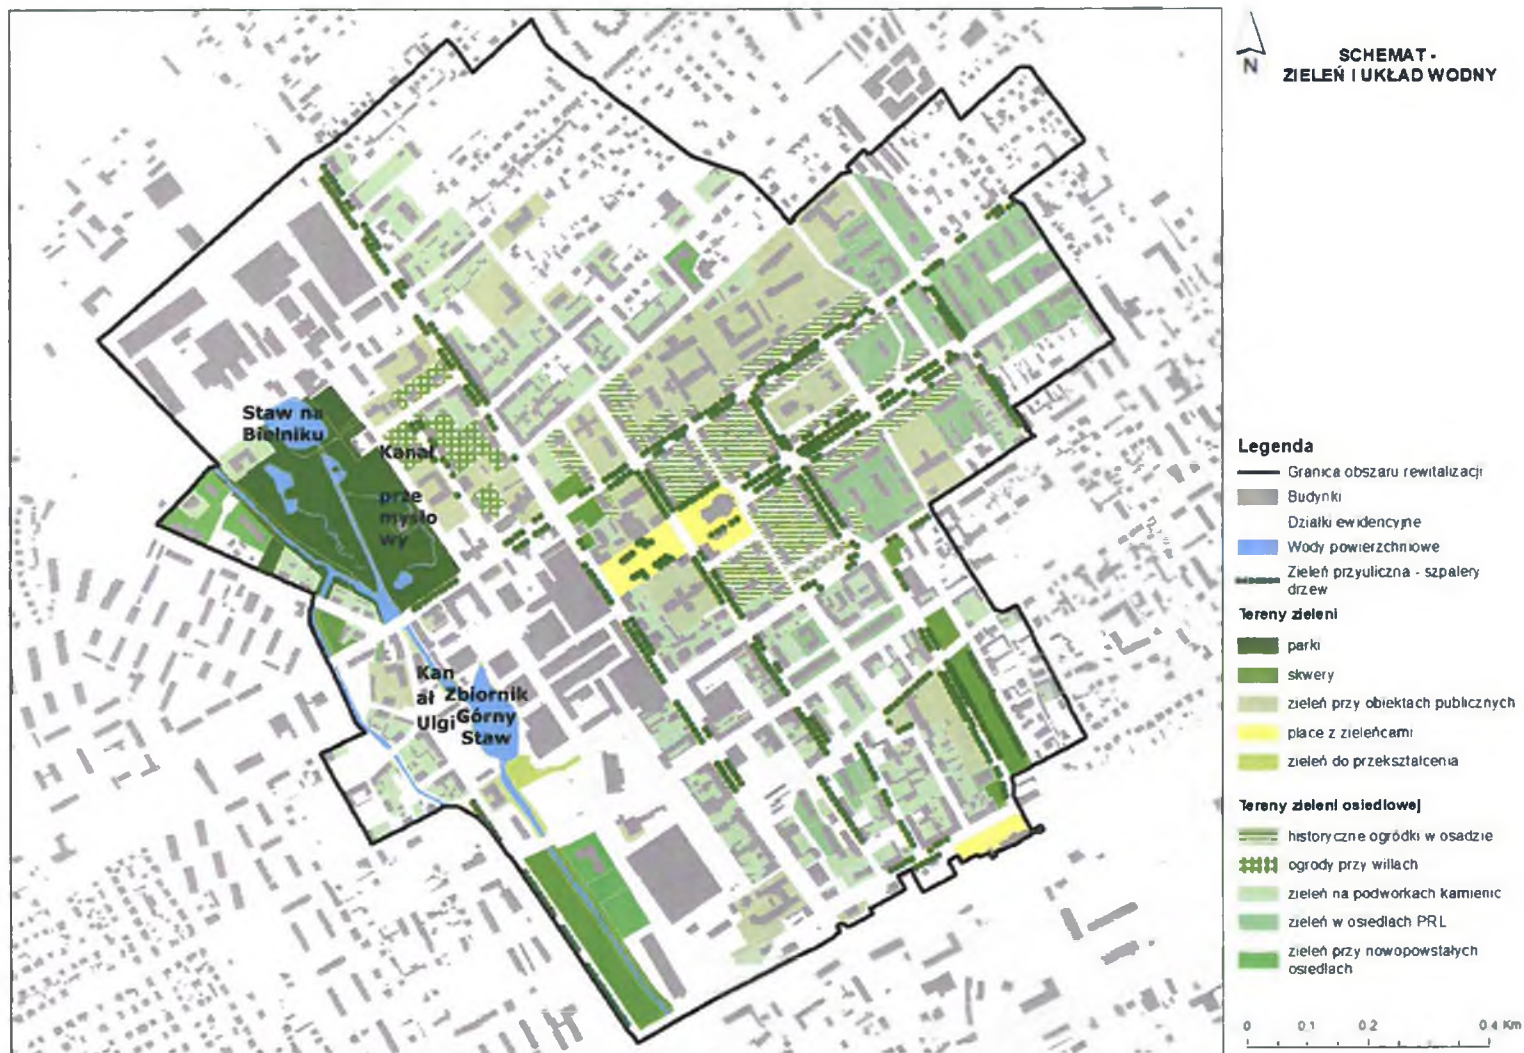 N
SCHEMAT -
ZIELEŃ I UKŁAD WODNY
Staw na
Bielniku
Kanał
prze
mysło
wy
Kan
ał
Ulgi
Zbiornik
Górny
Staw
Legenda
Granica obszaru rewitalizacji
Budynki
Działki ewidencyjne
Wody powierzchniowe
Zieleń przyuliczna - szpalery
drzew
Tereny zieleni
parki
skwery
zieleń przy obiektach publicznych
place z zieleńcami
zieleń do przekształcenia
Tereny zieleni osiedlowej
historyczne ogródki w osadzie
ogrody przy willach
zieleń na podworkach kamienic
zieleń w osiedlach PRL
zieleń przy nowopowstałych
osiedlach
0 0.1 0.2 0.4 Km